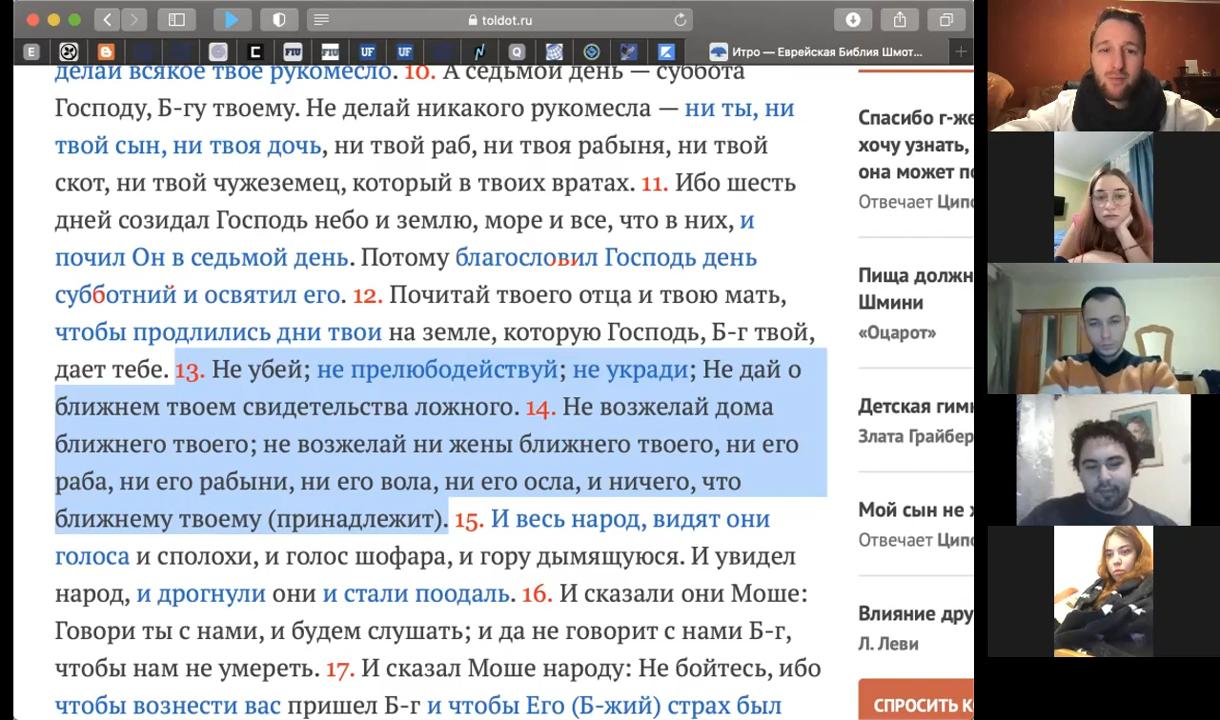 toldot.ru
E
C
FIU
FIU
UF
UF
N
Q
Итро — Еврейская Библия Шмот...
делай всякое твое рукомесло. 10. А седьмой день — суббота
Господу, Б-гу твоему. Не делай никакого рукомесла — ни ты, ни
твой сын, ни твоя дочь, ни твой раб, ни твоя рабыня, ни твой
скот, ни твой чужеземец, который в твоих вратах. 11. Ибо шесть
дней созидал Господь небо и землю, море и все, что в них, и
почил Он в седьмой день. Потому благословил Господь день
субботний и освятил его. 12. Почитай твоего отца и твою мать,
чтобы продлились дни твои на земле, которую Господь, Б-г твой,
дает тебе. 13. Не убей; не прелюбодействуй; не укради; Не дай о
ближнем твоем свидетельства ложного. 14. Не возжелай дома
ближнего твоего; не возжелай ни жены ближнего твоего, ни его
раба, ни его рабыни, ни его вола, ни его осла, и ничего, что
ближнему твоему (принадлежит). 15. И весь народ, видят они
голоса и сполохи, и голос шофара, и гору дымящуюся. И увидел
народ, и дрогнули они и стали поодаль. 16. И сказали они Моше:
Говори ты с нами, и будем слушать; и да не говорит с нами Б-г,
чтобы нам не умереть. 17. И сказал Моше народу: Не бойтесь, ибо
чтобы вознести вас пришел Б-г и чтобы Его (Б-жий) страх был
Спасибо г-же
хочу узнать,
она может по
Отвечает Ципо
Пища должн
Шмини
«Оцарот»
Детская гим
Злата Грайбер
Мой сын не х
Отвечает Ципо
Влияние дру
Л. Леви
СПРОСИТЬ К